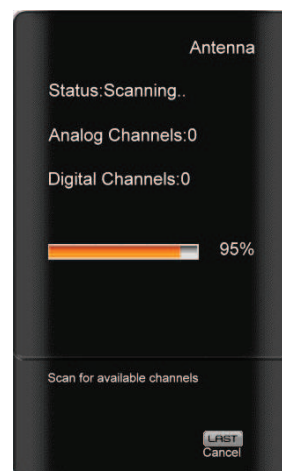 Antenna
Status:Scanning..
Analog Channels:0
Digital Channels:0
95%
Scan for available channels
LAST
Cancel